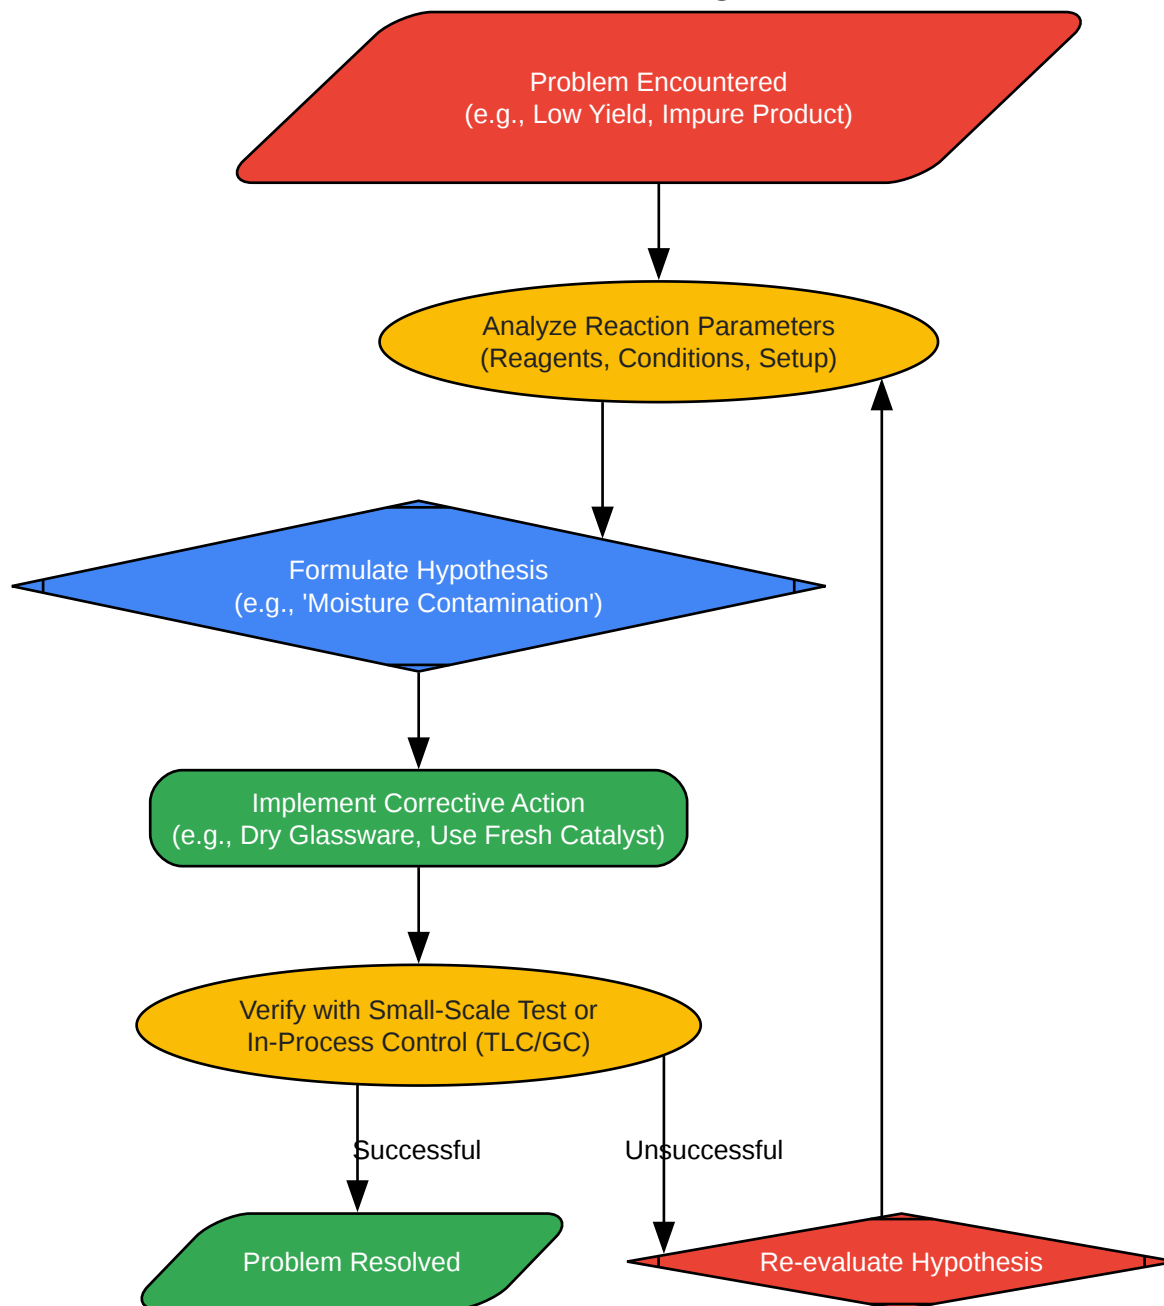 Problem Encountered
(e.g., Low Yield, Impure Product)
Analyze Reaction Parameters
(Reagents, Conditions, Setup)
Formulate Hypothesis
(e.g., 'Moisture Contamination')
Implement Corrective Action
(e.g., Dry Glassware, Use Fresh Catalyst)
Verify with Small-Scale Test or
In-Process Control (TLC/GC)
Successful
Unsuccessful
Problem Resolved
Re-evaluate Hypothesis